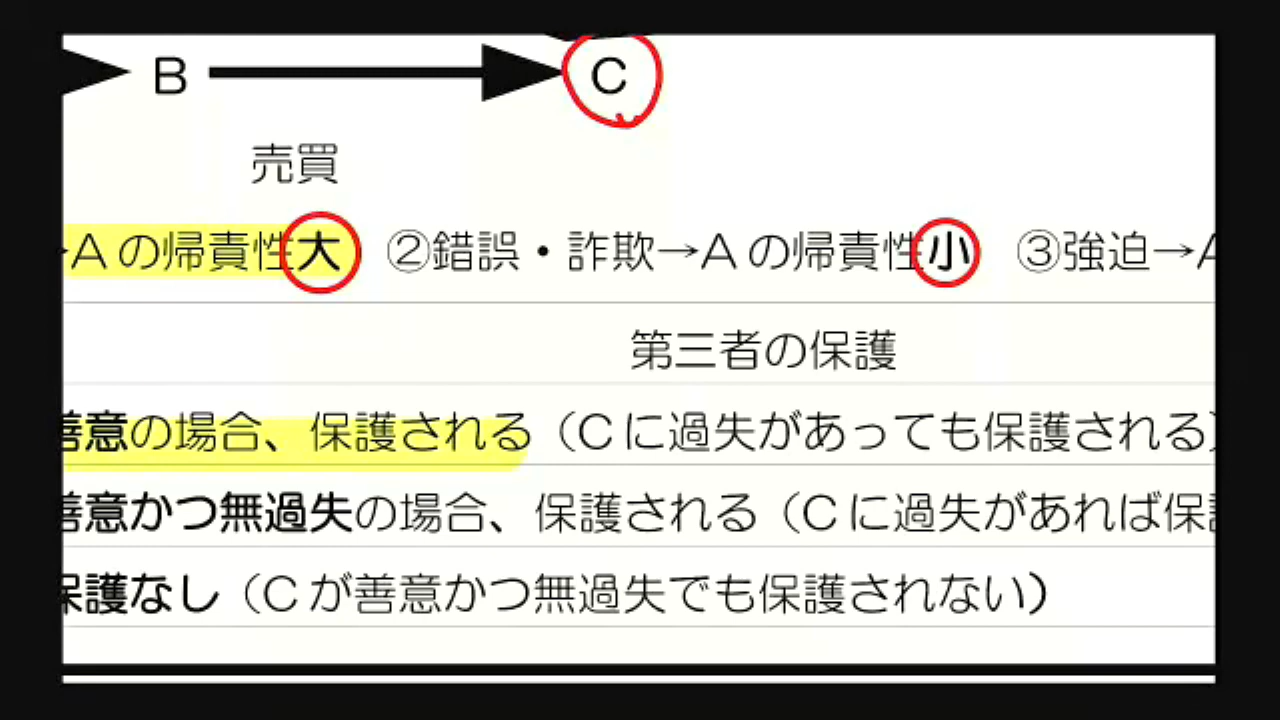 B → C
売買
→Aの帰責性大 ②錯誤・詐欺→Aの帰責性小 ③強迫→A
第三者の保護
善意の場合、保護される（Cに過失があっても保護される）
善意かつ無過失の場合、保護される（Cに過失があれば保護
保護なし（Cが善意かつ無過失でも保護されない）